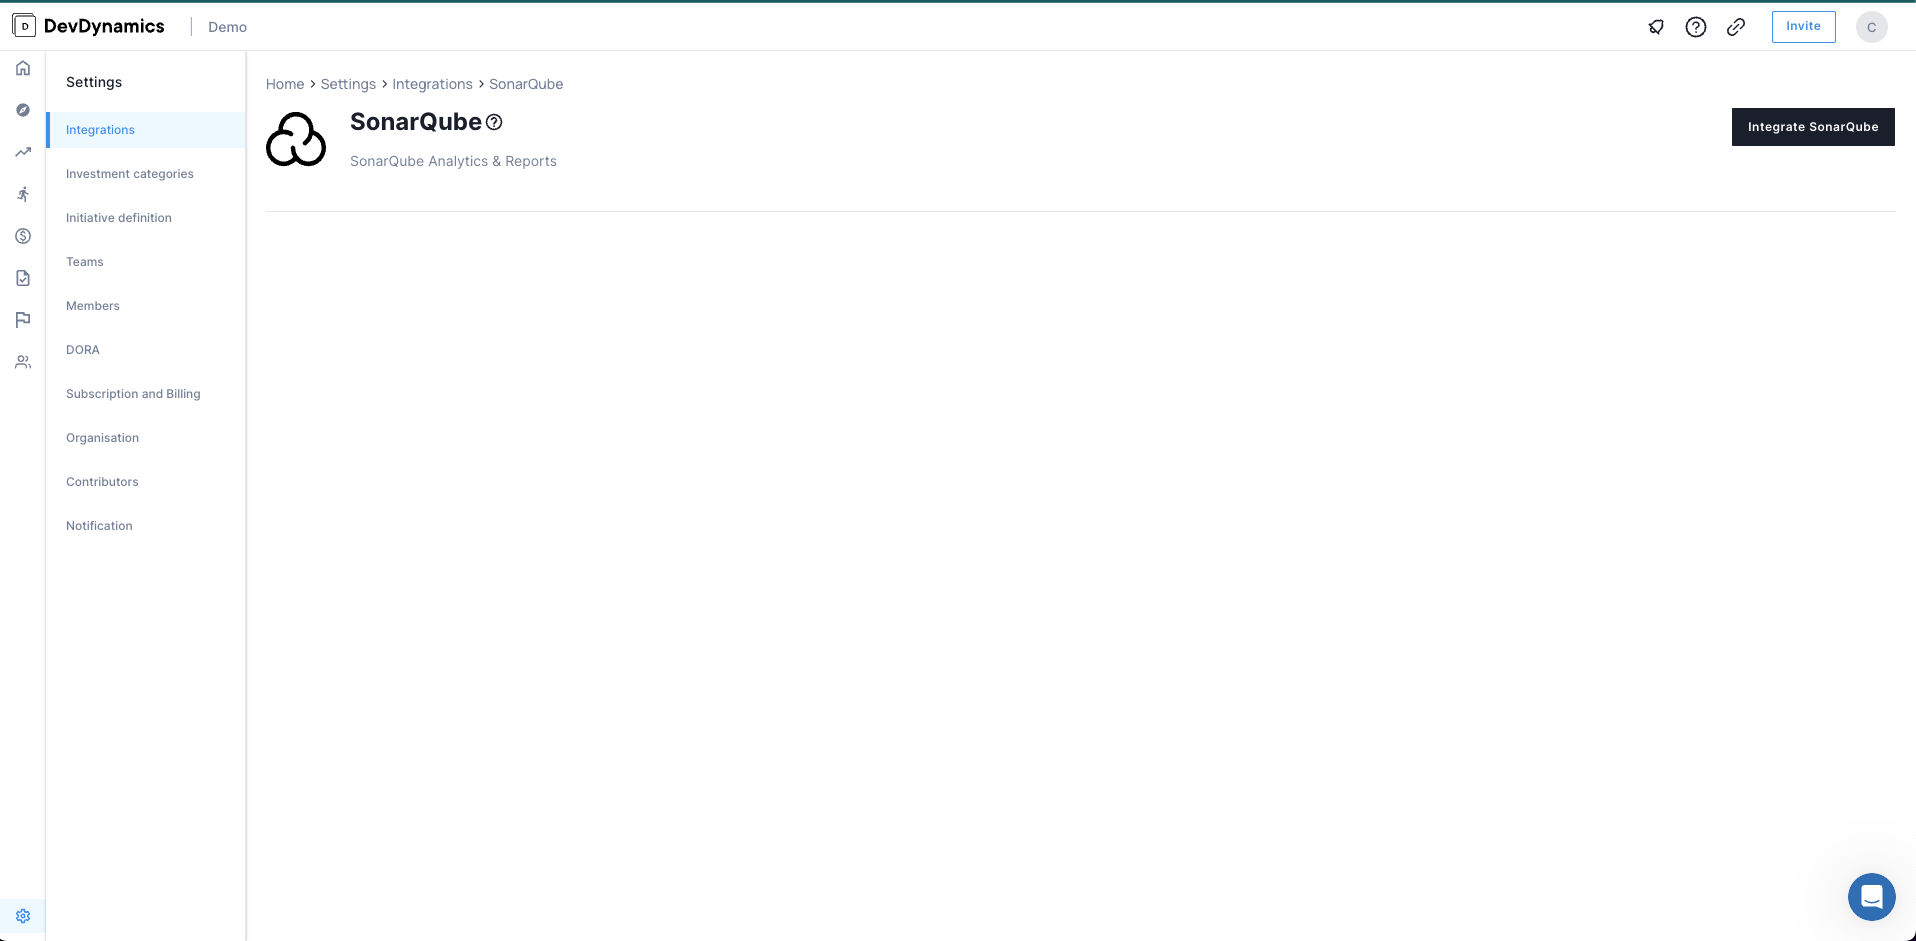 D DevDynamics Demo
Invite C
Settings
Integrations
Investment categories
Initiative definition
Teams
Members
DORA
Subscription and Billing
Organisation
Contributors
Notification
Home > Settings > Integrations > SonarQube
SonarQube
SonarQube Analytics & Reports
Integrate SonarQube